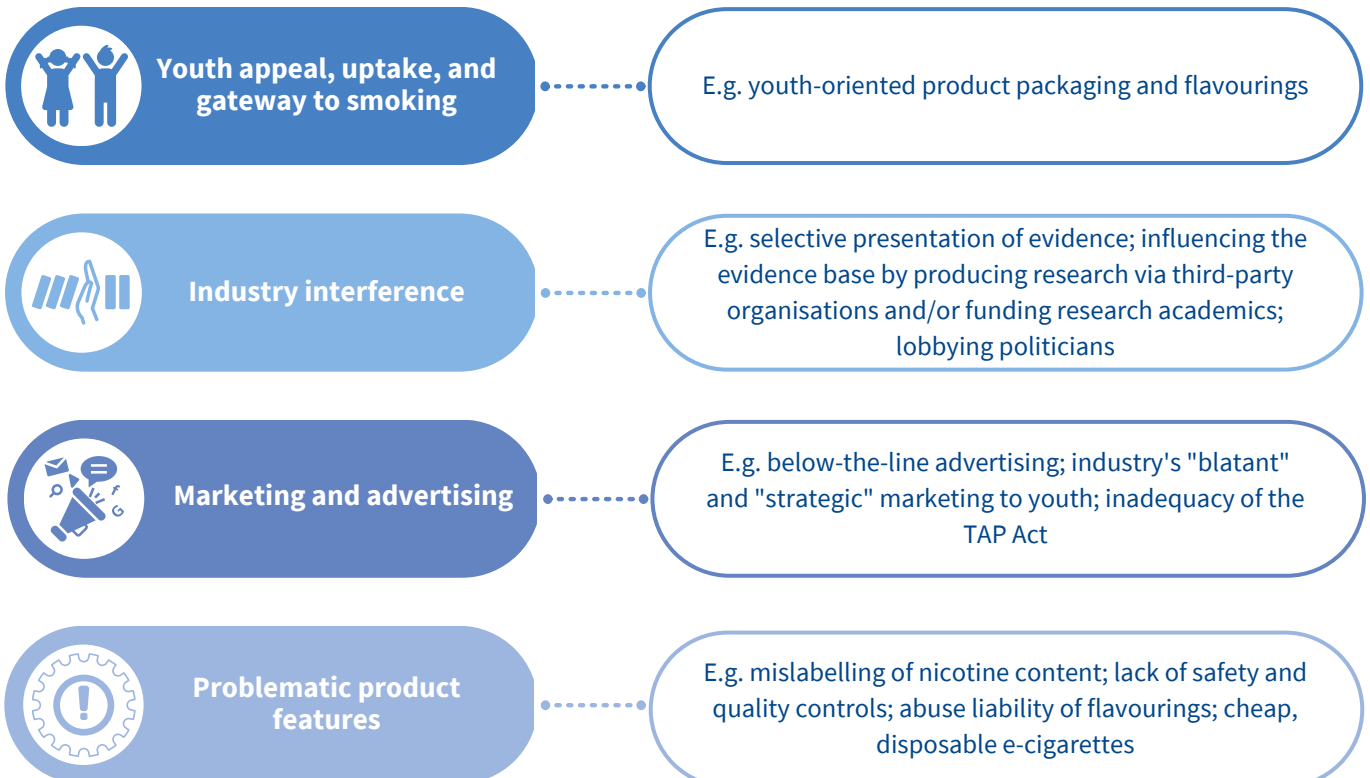 Youth appeal, uptake, and
gateway to smoking
E.g. youth-oriented product packaging and flavourings
Industry interference
E.g. selective presentation of evidence; influencing the
evidence base by producing research via third-party
organisations and/or funding research academics;
lobbying politicians
Marketing and advertising
E.g. below-the-line advertising; industry's "blatant"
and "strategic" marketing to youth; inadequacy of the
TAP Act
Problematic product
features
E.g. mislabelling of nicotine content; lack of safety and
quality controls; abuse liability of flavourings; cheap,
disposable e-cigarettes